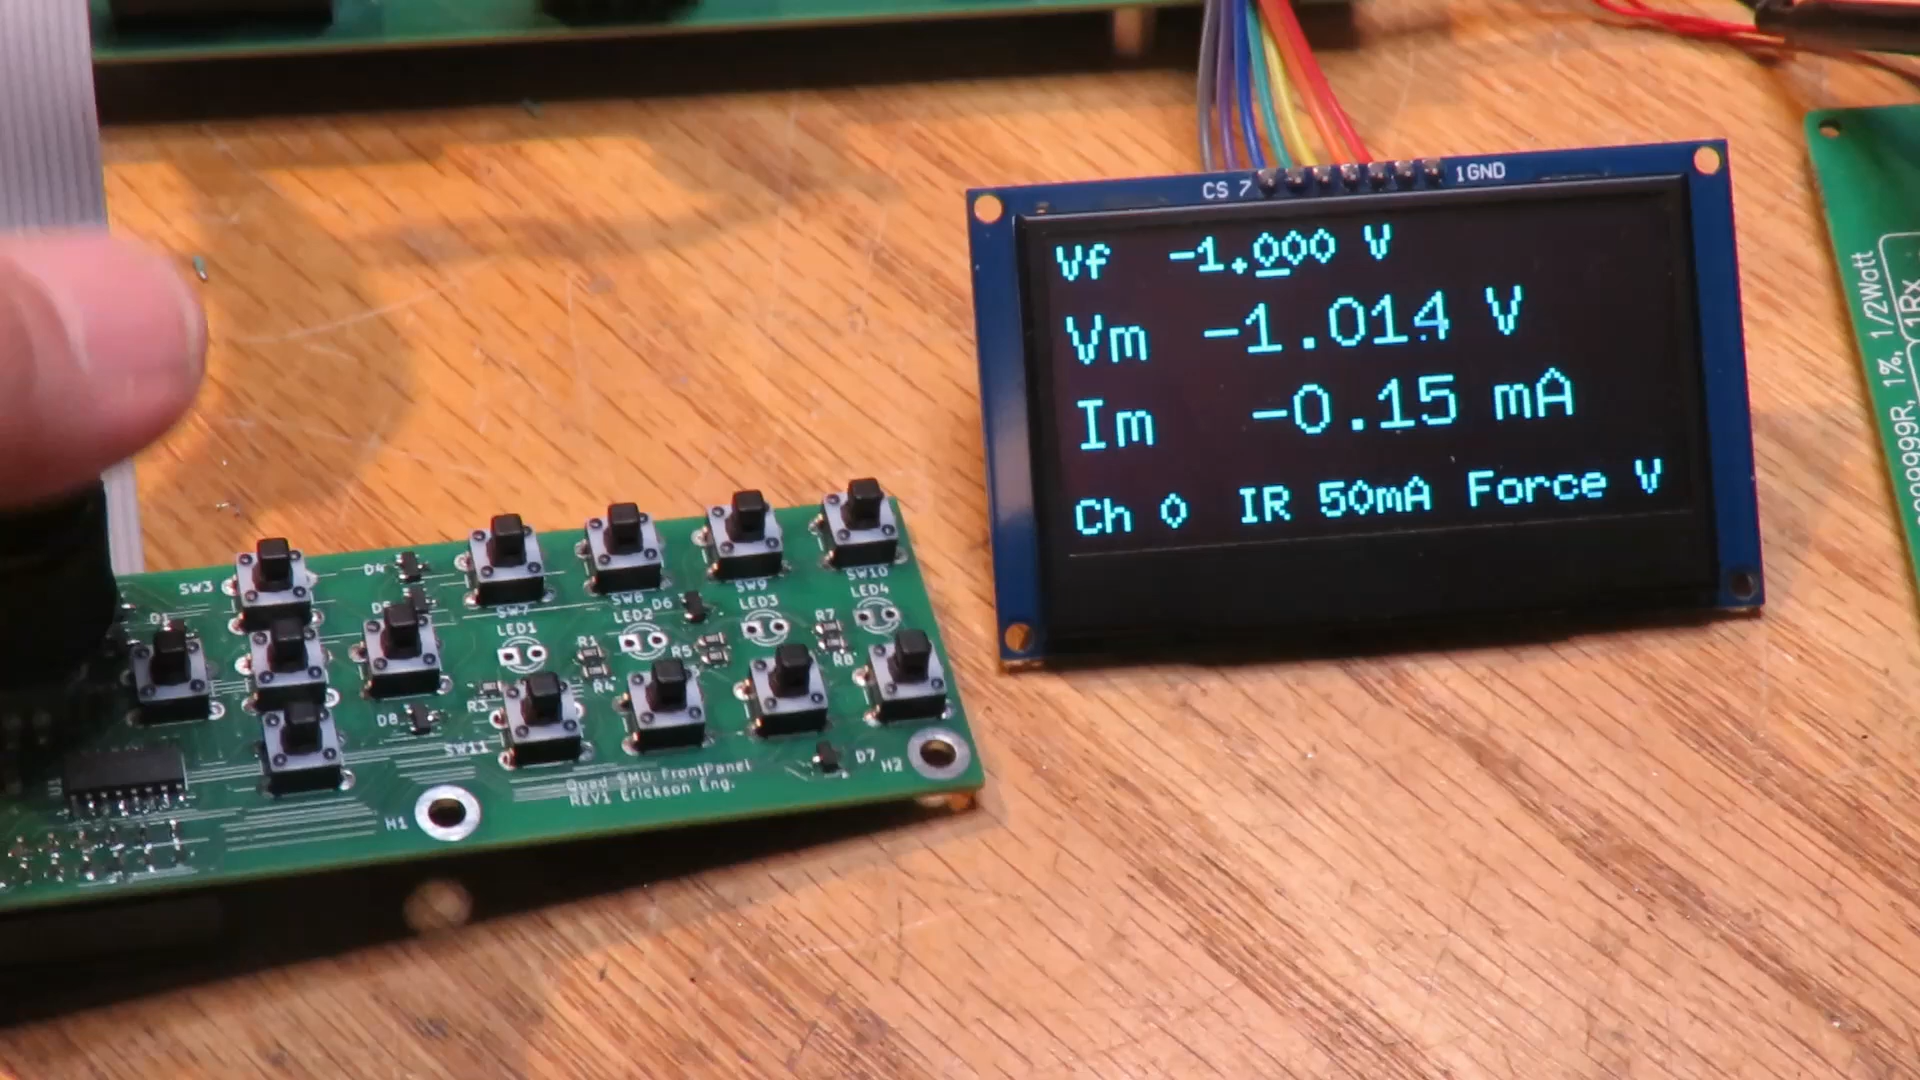 CS 7
1GND
Vf -1.000 V
Vm -1.014 V
Im -0.15 mA
Ch 0 IR 50mA Force V
1%, 1/2Watt
1Rx
SW3
D4
SW7
SW8
D6
SW9
LED3
SW10
LED4
LED1
LED2
R1
R5
R7
R8
R4
R3
D8
SW11
D7
H2
H1
U1
Quad SMU FrontPanel
REV1 Erickson Eng.